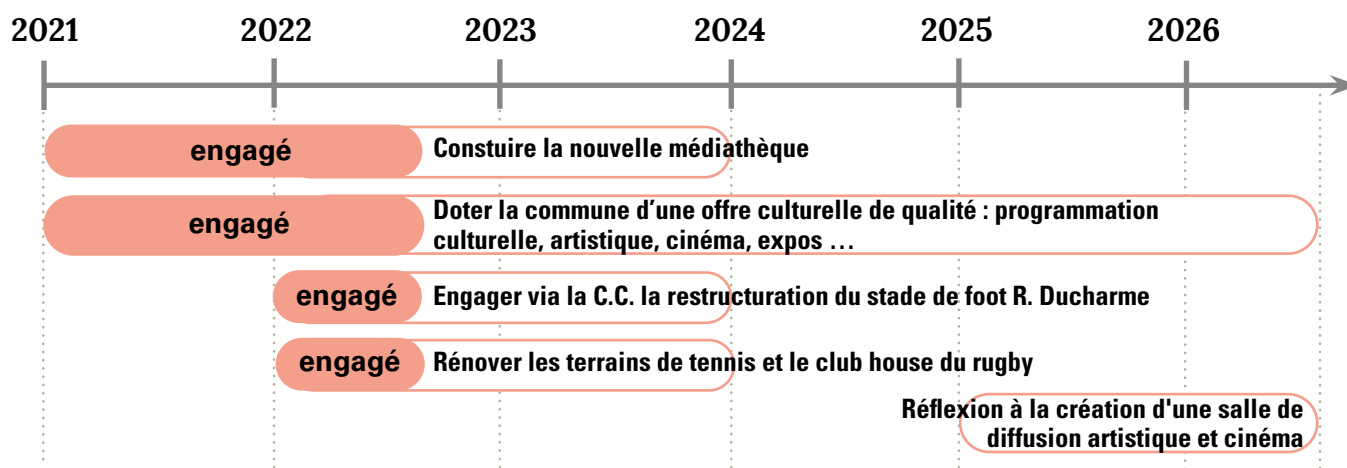 2021 2022 2023 2024 2025 2026
engagé Constuire la nouvelle médiathèque
engagé Doter la commune d’une offre culturelle de qualité : programmation
culturelle, artistique, cinéma, expos …
engagé Engager via la C.C. la restructuration du stade de foot R. Ducharme
engagé Rénover les terrains de tennis et le club house du rugby
Réflexion à la création d'une salle de
diffusion artistique et cinéma